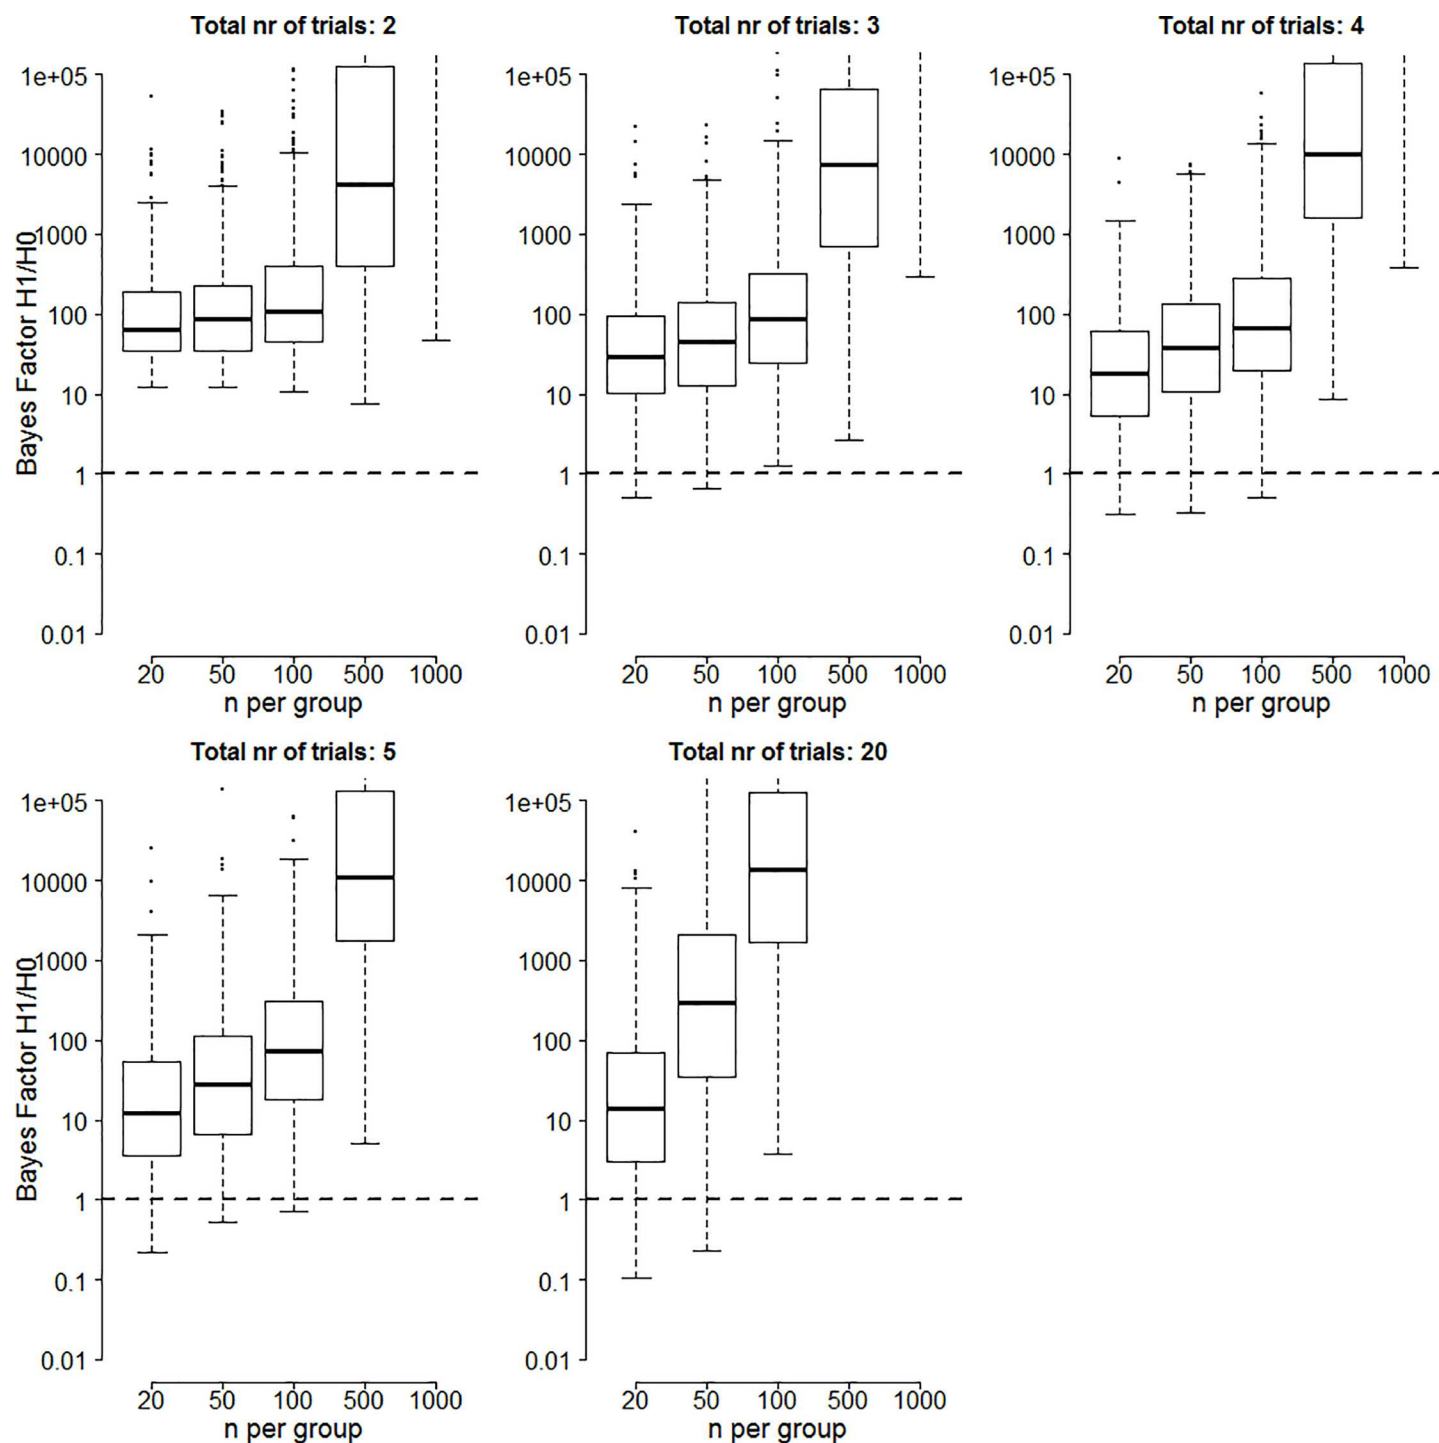 Total nr of trials: 2
Bayes Factor H1/H0
1e+05
10000
1000
100
10
1
0.1
0.01
20 50 100 500 1000
n per group
Total nr of trials: 3
1e+05
10000
1000
100
10
1
0.1
0.01
20 50 100 500 1000
n per group
Total nr of trials: 4
1e+05
10000
1000
100
10
1
0.1
0.01
20 50 100 500 1000
n per group
Total nr of trials: 5
Bayes Factor H1/H0
1e+05
10000
1000
100
10
1
0.1
0.01
20 50 100 500 1000
n per group
Total nr of trials: 20
1e+05
10000
1000
100
10
1
0.1
0.01
20 50 100 500 1000
n per group